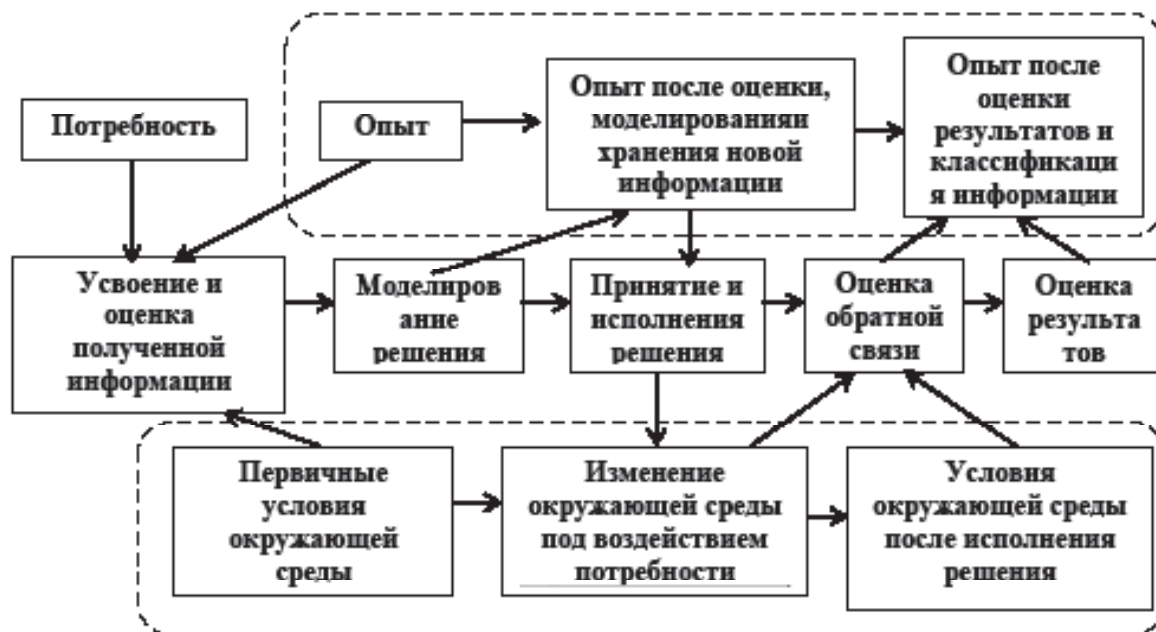 Потребность
Опыт
Опыт после оценки,
моделированияи
хранения новой
информации
Опыт после
оценки
результатов и
классификаци
я информации
Усвоение и
оценка
полученной
информации
Моделиров
ание
решения
Принятие и
исполнения
решения
Оценка
обратной
связи
Оценка
результа
тов
Первичные
условия
окружающей
среды
Изменение
окружающей среды
под воздействием
потребности
Условия
окружающей среды
после исполнения
решения